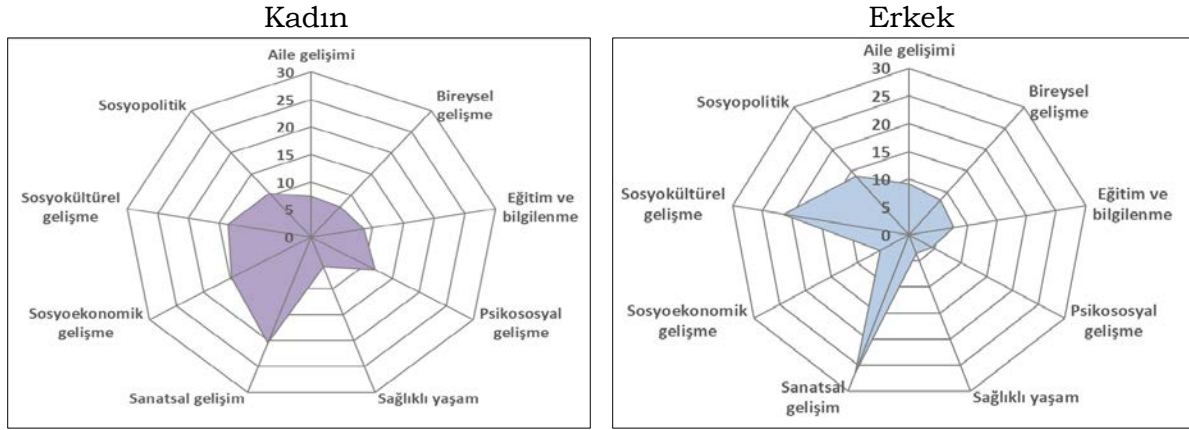 Kadın
Aile gelişimi
30
25
20
15
10
5
0
Bireysel
gelişme
Eğitim ve
bilgilenme
Psikososyal
gelişme
Sağlıklı yaşam
Sanatsal gelişim
Sosyoekonomik
gelişme
Sosyokültürel
gelişme
Sosyopolitik
Erkek
Aile gelişimi
30
25
20
15
10
5
0
Bireysel
gelişme
Eğitim ve
bilgilenme
Psikososyal
gelişme
Sağlıklı yaşam
Sanatsal
gelişim
Sosyoekonomik
gelişme
Sosyokültürel
gelişme
Sosyopolitik